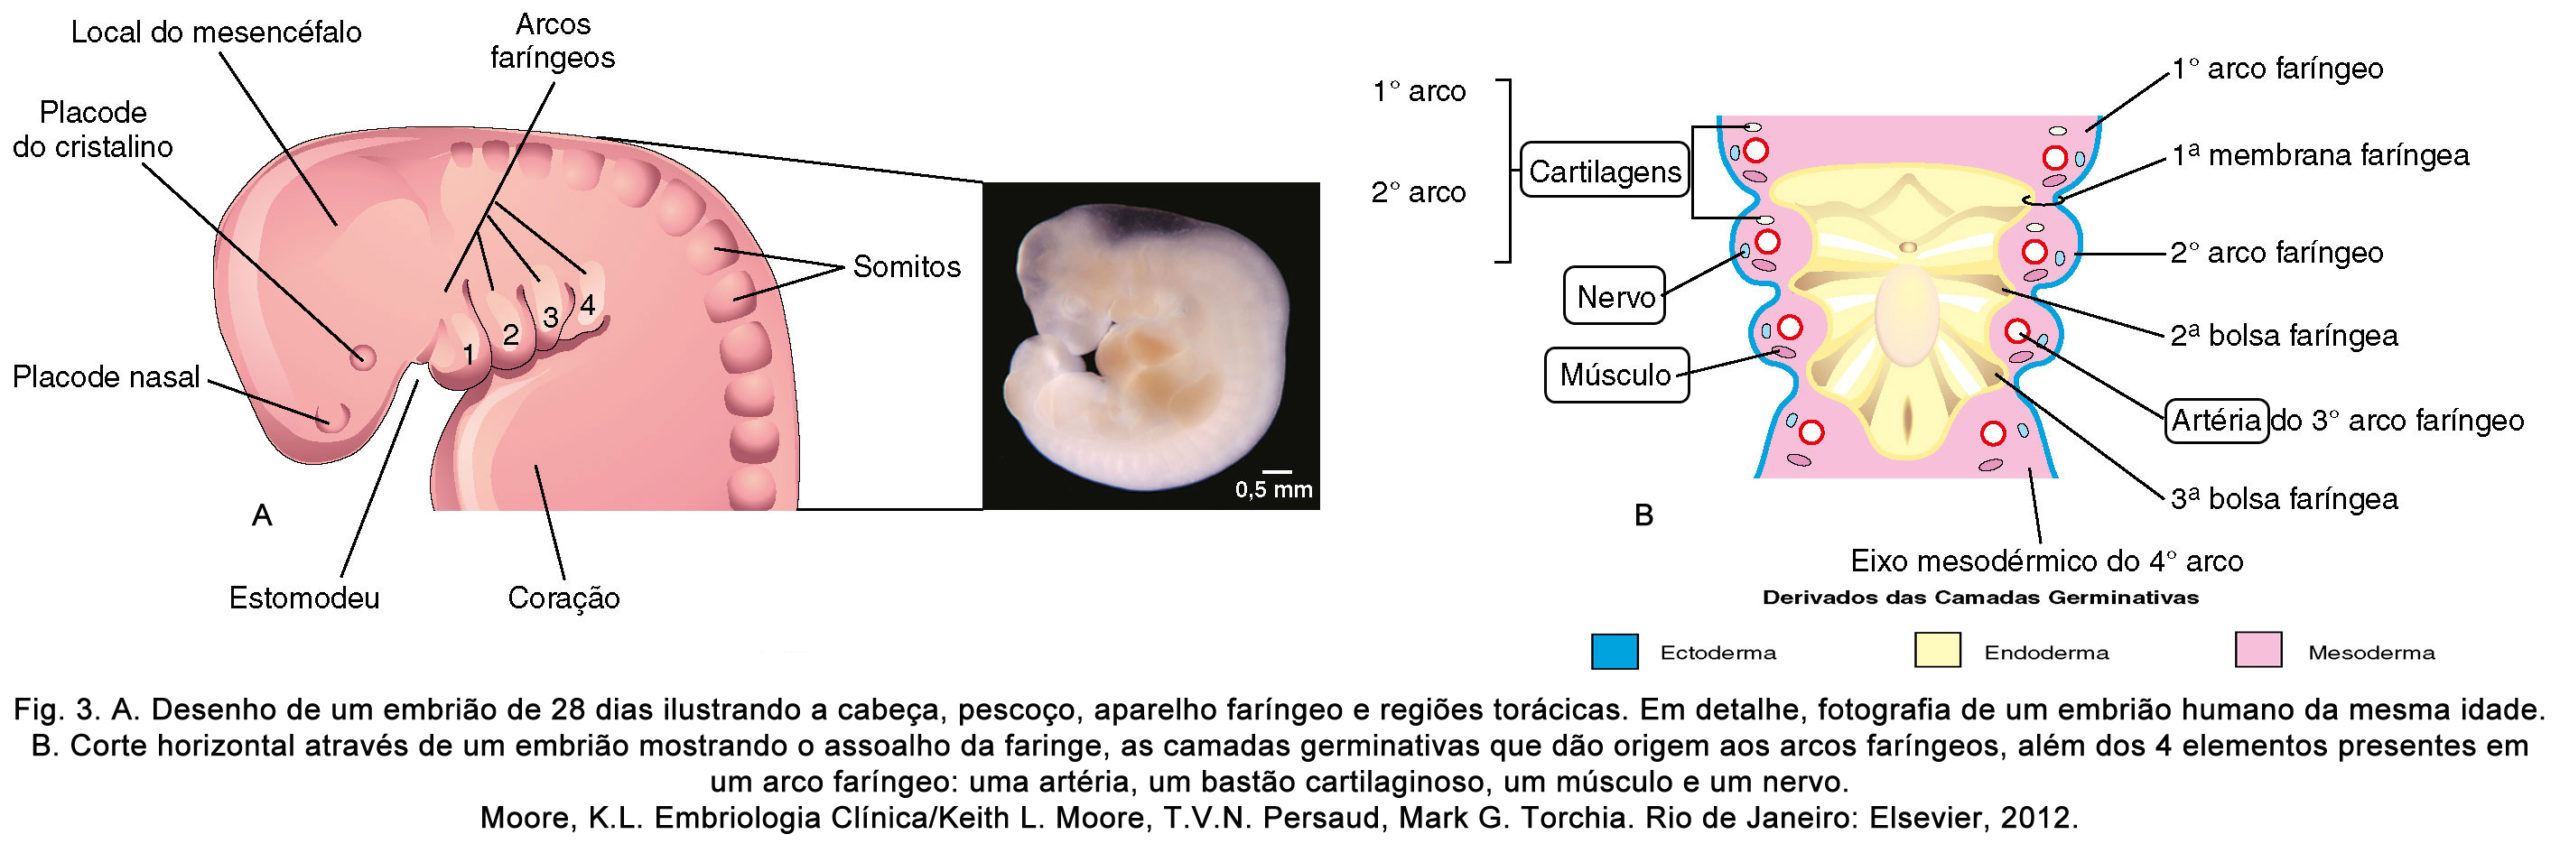 Local do mesencéfalo
Arcos
faríngeos
Placode
do cristalino
Somitos
1
2
3
4
Placode nasal
Estomodeu
Coração
A
0,5 mm
1° arco
2° arco
Cartilagens
Nervo
Músculo
1° arco faríngeo
1ª membrana faríngea
2° arco faríngeo
2ª bolsa faríngea
Artéria do 3° arco faríngeo
3ª bolsa faríngea
B
Eixo mesodérmico do 4° arco
Derivados das Camadas Germinativas
Ectoderma
Endoderma
Mesoderma
Fig. 3. A. Desenho de um embrião de 28 dias ilustrando a cabeça, pescoço, aparelho faríngeo e regiões torácicas. Em detalhe, fotografia de um embrião humano da mesma idade.
B. Corte horizontal através de um embrião mostrando o assoalho da faringe, as camadas germinativas que dão origem aos arcos faríngeos, além dos 4 elementos presentes em
um arco faríngeo: uma artéria, um bastão cartilaginoso, um músculo e um nervo.
Moore, K.L. Embriologia Clínica/Keith L. Moore, T.V.N. Persaud, Mark G. Torchia. Rio de Janeiro: Elsevier, 2012.